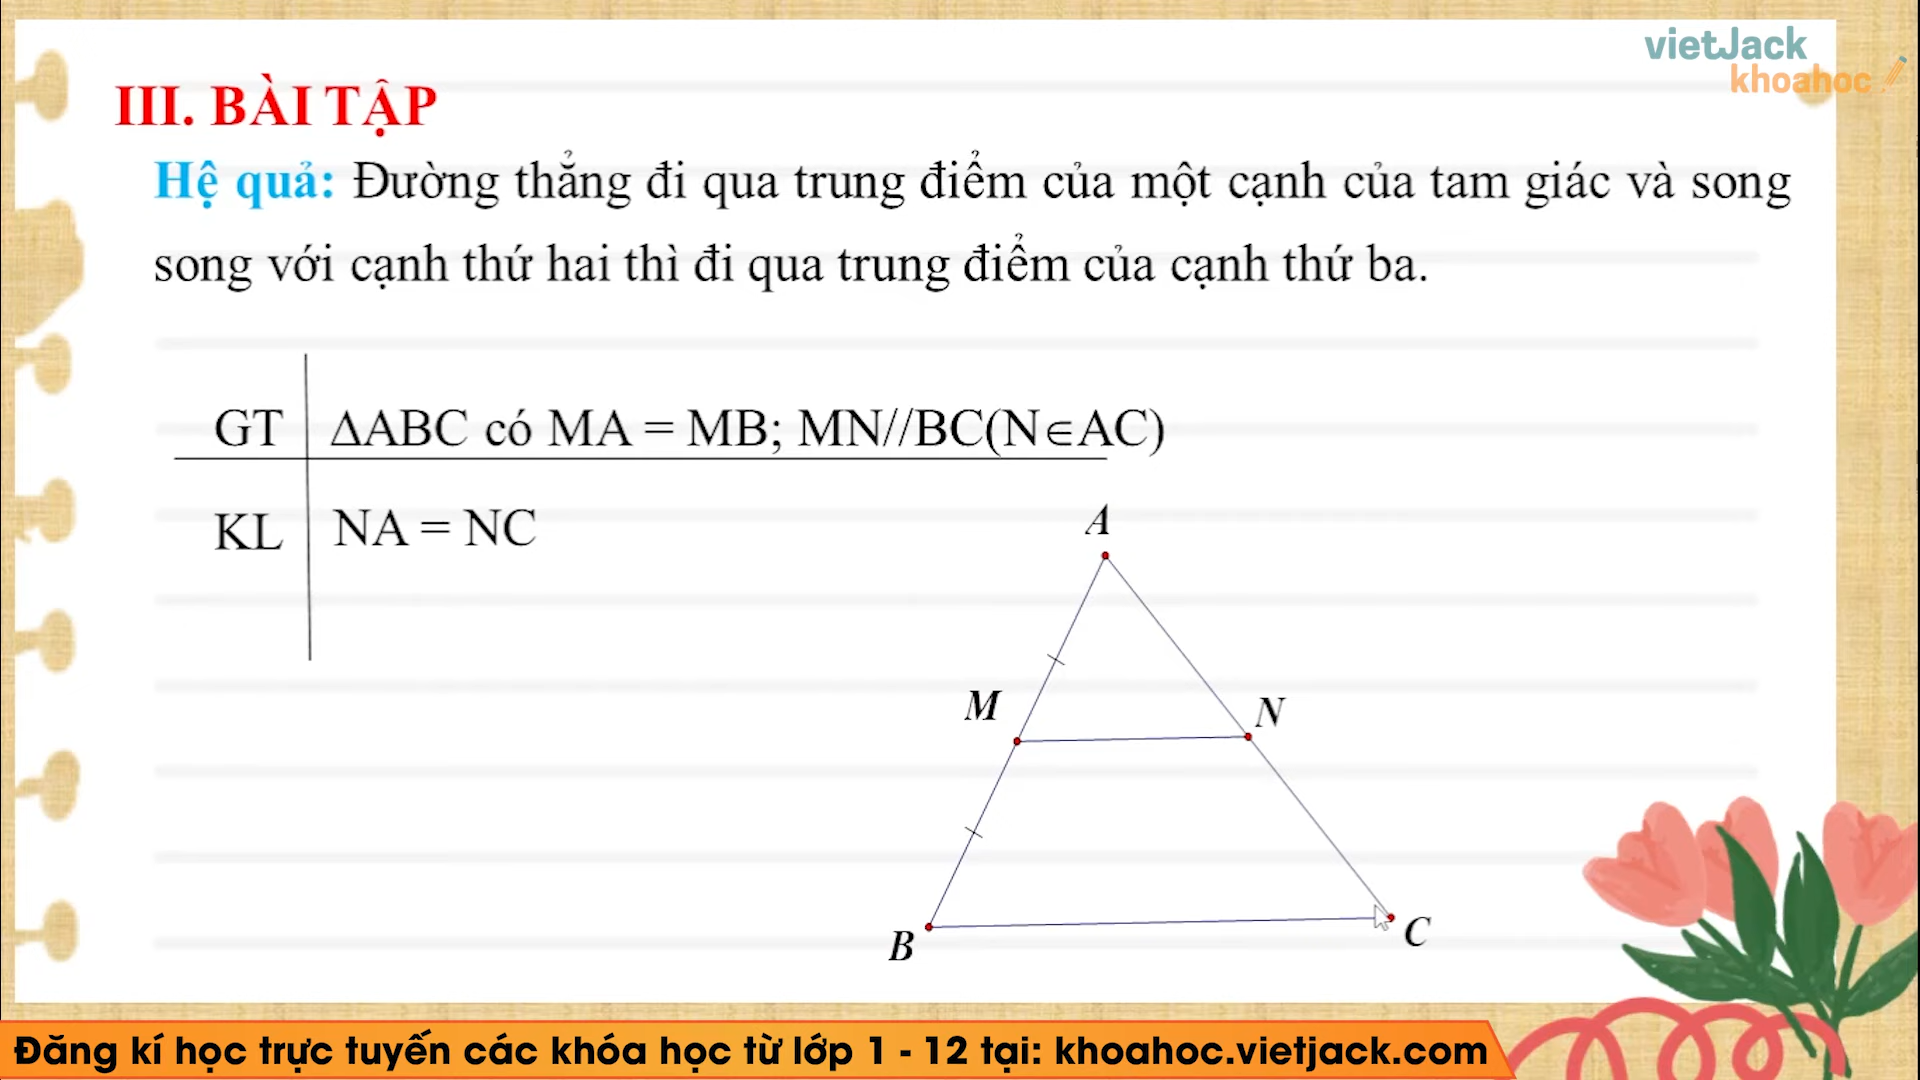 vietJack
khoahoc
III. BÀI TẬP
Hệ quả: Đường thẳng đi qua trung điểm của một cạnh của tam giác và song
song với cạnh thứ hai thì đi qua trung điểm của cạnh thứ ba.
GT ΔABC có MA = MB; MN//BC(N∈AC)
KL NA = NC
A
M
N
B
C
Đăng kí học trực tuyến các khóa học từ lớp 1 - 12 tại: khoahoc.vietjack.com